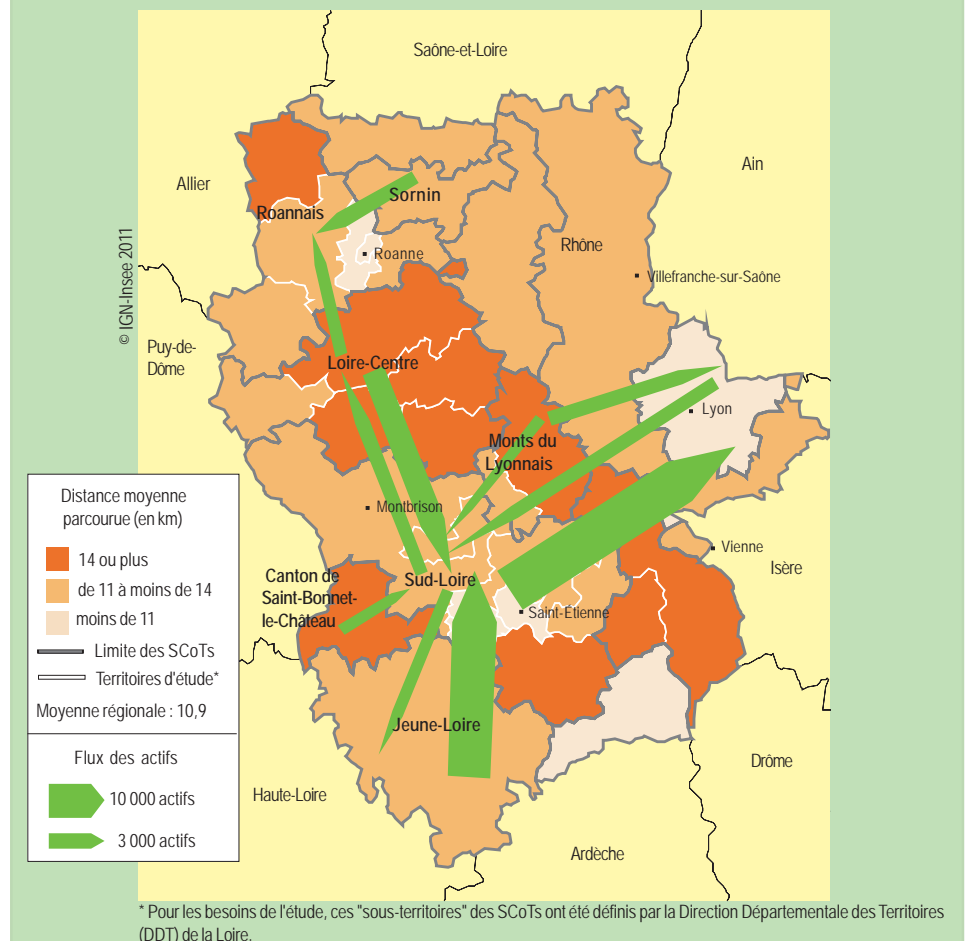 Saône-et-Loire
Ain
Allier
Sornin
Roannais
Rhône
Roanne
Villefranche-sur-Saône
© IGN-Insee 2011
Puy-de-
Dôme
Loire-Centre
Lyon
Monts du
Lyonnais
Distance moyenne
parcourue (en km)
14 ou plus
de 11 à moins de 14
moins de 11
Limite des SCoTs
Territoires d'étude*
Moyenne régionale : 10,9
Flux des actifs
10 000 actifs
3 000 actifs
Montbrison
Vienne
Isère
Canton de
Saint-Bonnet-
le-Château
Sud-Loire
Saint-Étienne
Jeune-Loire
Drôme
Haute-Loire
Ardèche
* Pour les besoins de l'étude, ces "sous-territoires" des SCoTs ont été définis par la Direction Départementale des Territoires
(DDT) de la Loire.